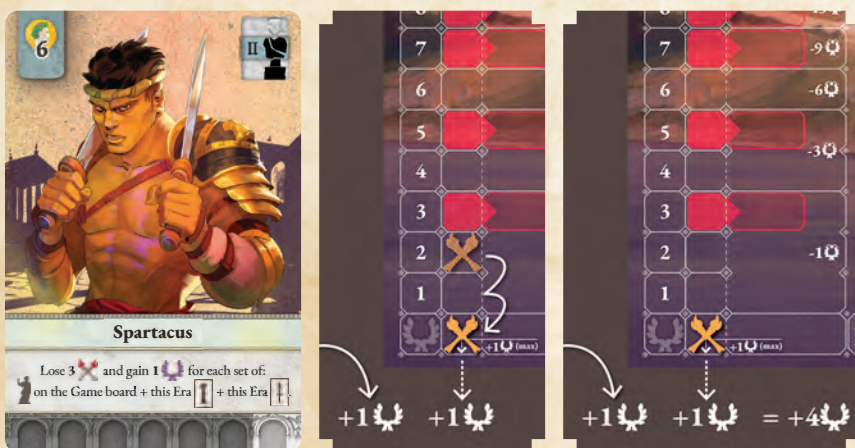 6
II
Spartacus
Lose 3 and gain 1 for each set of:
on the Game board + this Era + this Era
7
6
5
4
3
2
1
+1 (max)
+1 +1
7 -9
6 -6
5
-3
4
3
2 -1
1
+1 (max)
+1 +1 = +4